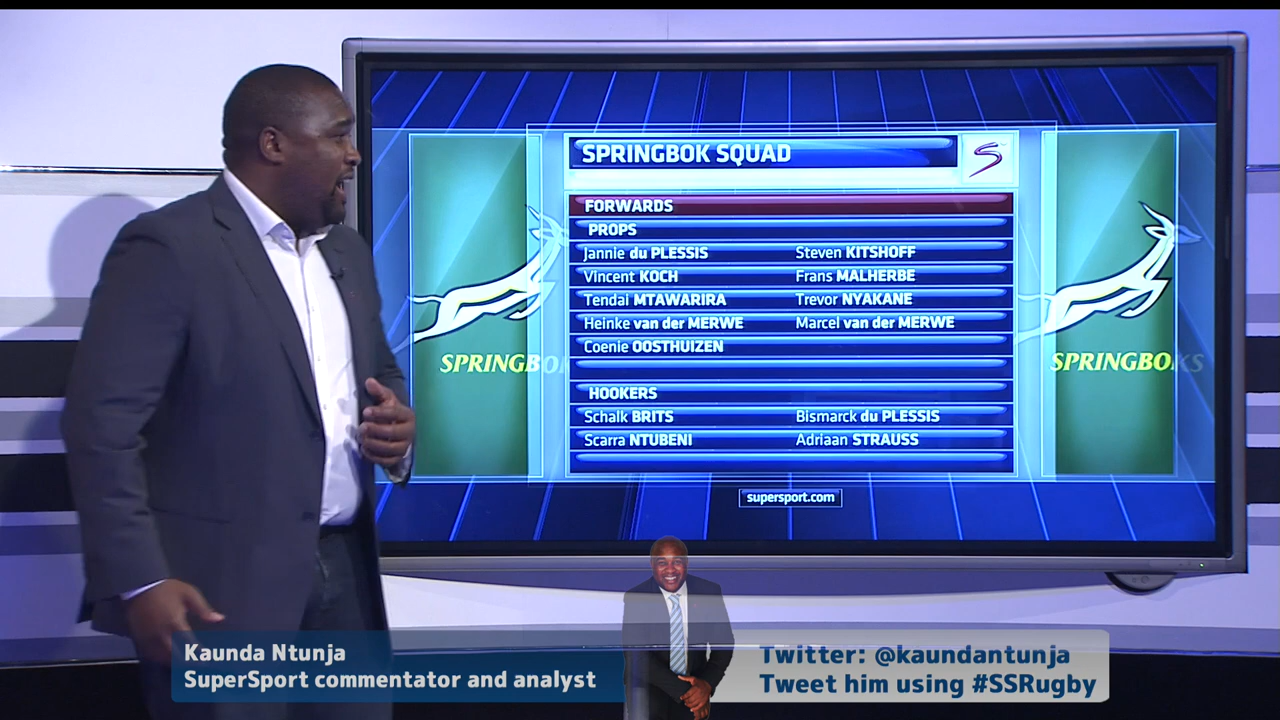 SPRINGBOK SQUAD
FORWARDS
PROPS
Jannie du PLESSIS Steven KITSHOFF
Vincent KOCH Frans MALHERBE
Tendai MTAWARIRA Trevor NYAKANE
Heinke van der MERWE Marcel van der MERWE
Coenie OOSTHUIZEN
HOOKERS
Schalk BRITS Bismarck du PLESSIS
Scarra NTUBENI Adriaan STRAUSS
SPRINGBOKS
SPRINGBOKS
supersport.com
Kaunda Ntunja
SuperSport commentator and analyst
Twitter: @kaundantunja
Tweet him using #SSRugby